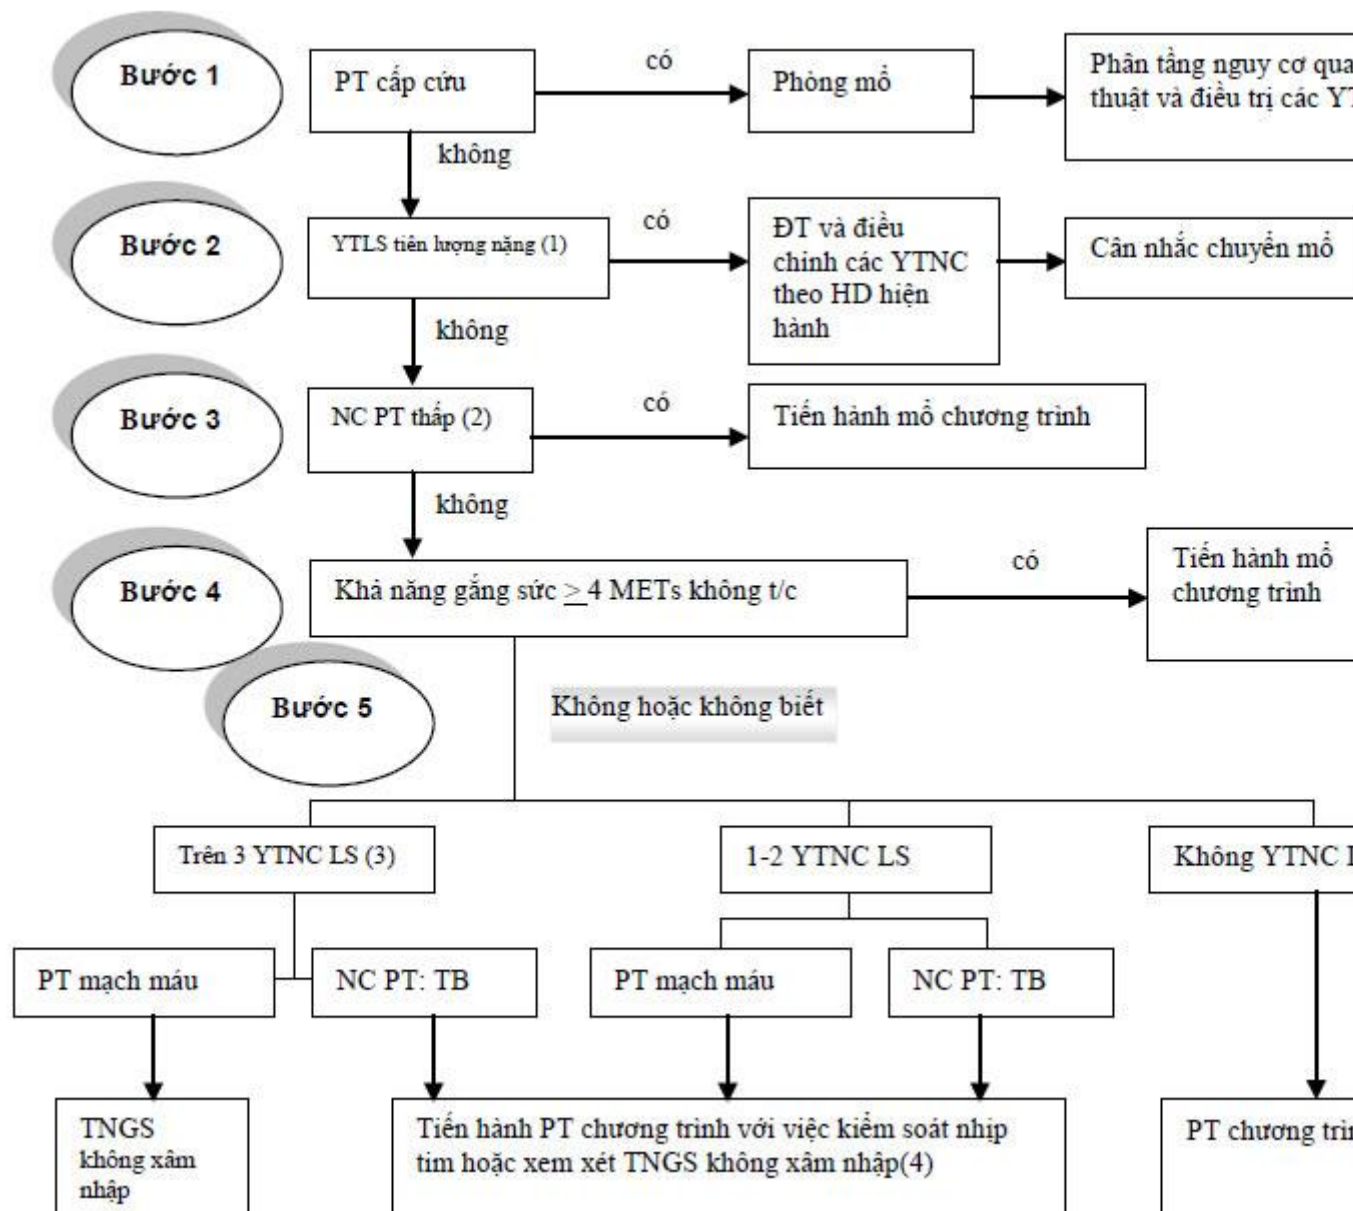 Bước 1
PT cấp cứu
có
Phòng mổ
Phân tầng nguy cơ qua
thuật và điều trị các YT
không
Bước 2
YTLS tiên lượng nặng (1)
có
ĐT và điều
chỉnh các YTNC
theo HD hiện
hành
Cân nhắc chuyển mổ
không
Bước 3
NC PT thấp (2)
có
Tiến hành mổ chương trình
không
Bước 4
Khả năng gắng sức > 4 METs không t/c
có
Tiến hành mổ
chương trình
Bước 5
Không hoặc không biết
Trên 3 YTNC LS (3)
1-2 YTNC LS
Không YTNC
PT mạch máu
NC PT: TB
PT mạch máu
NC PT: TB
TNGS
không xâm
nhập
Tiến hành PT chương trình với việc kiểm soát nhịp
tim hoặc xem xét TNGS không xâm nhập(4)
PT chương trìn